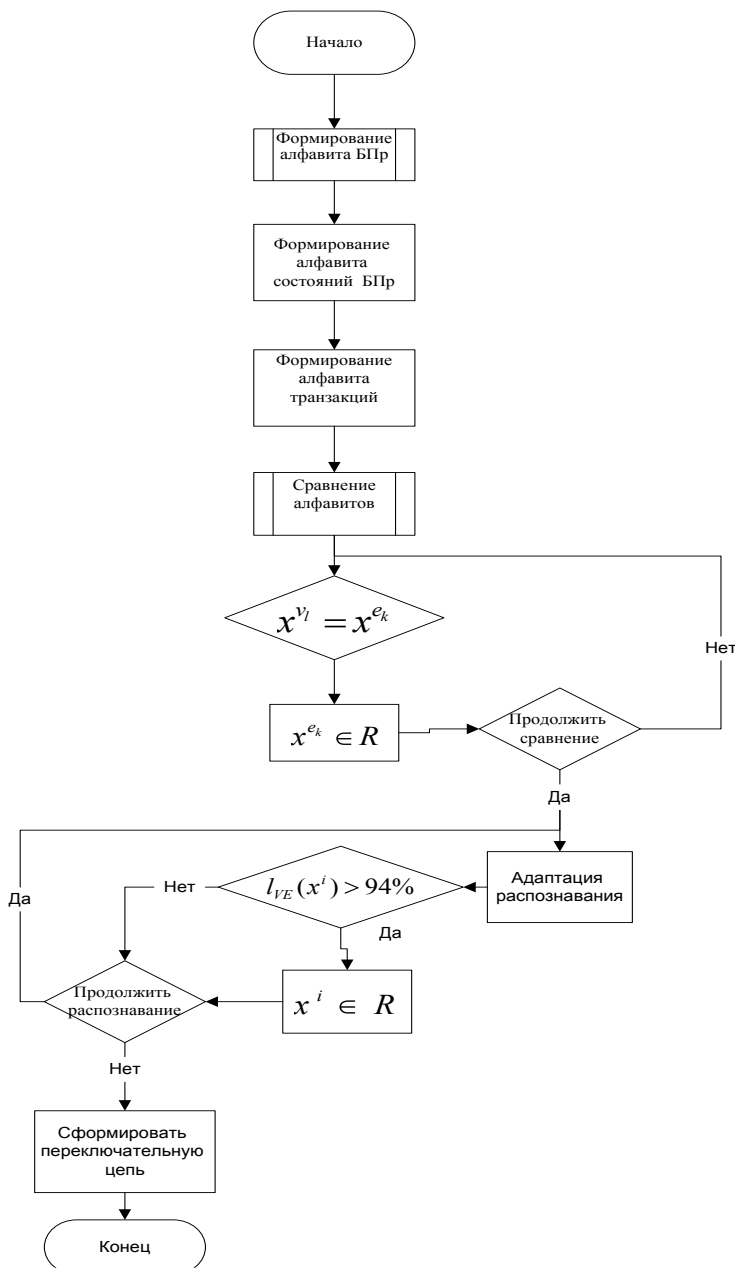 Начало
Формирование
алфавита БПр
Формирование
алфавита
состояний БПр
Формирование
алфавита
транзакций
Сравнение
алфавитов
x^{v_l} = x^{e_k}
Нет
x^{e_k} ∈ R
Продолжить
сравнение
Да
Адаптация
распознавания
l_{VE}(x^i) > 94%
Нет
Да
Да
x^i ∈ R
Продолжить
распознавание
Нет
Сформировать
переключательную
цепь
Конец